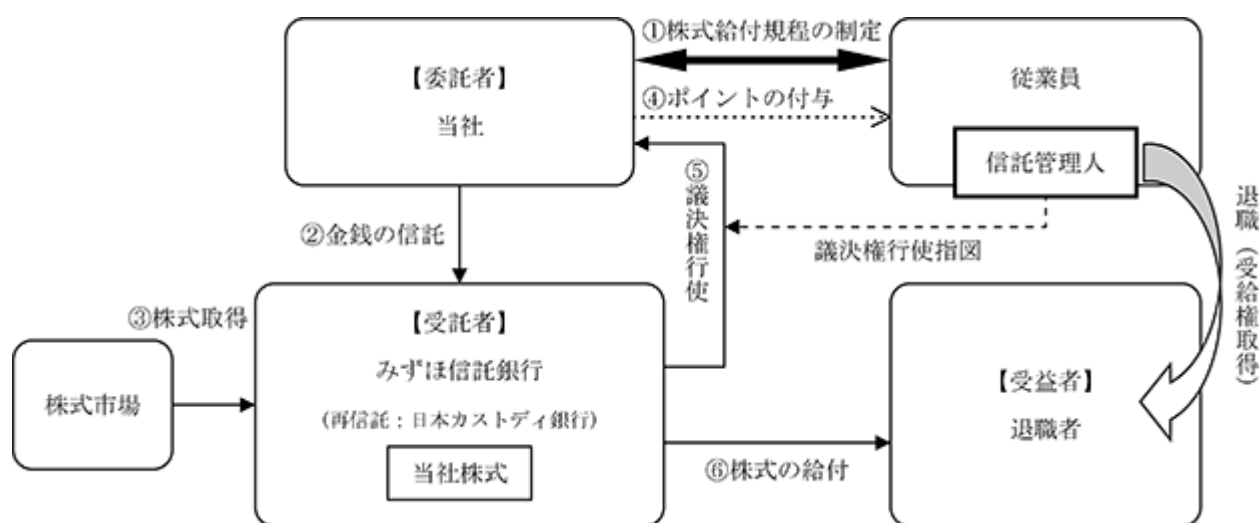 ①株式給付規程の制定
【委託者】
当社
従業員
④ポイントの付与
信託管理人
⑤議決権行使
議決権行使指図
退職（受給権取得）
②金銭の信託
③株式取得
株式市場
【受託者】
みずほ信託銀行
(再信託：日本カストディ銀行)
当社株式
⑥株式の給付
【受益者】
退職者